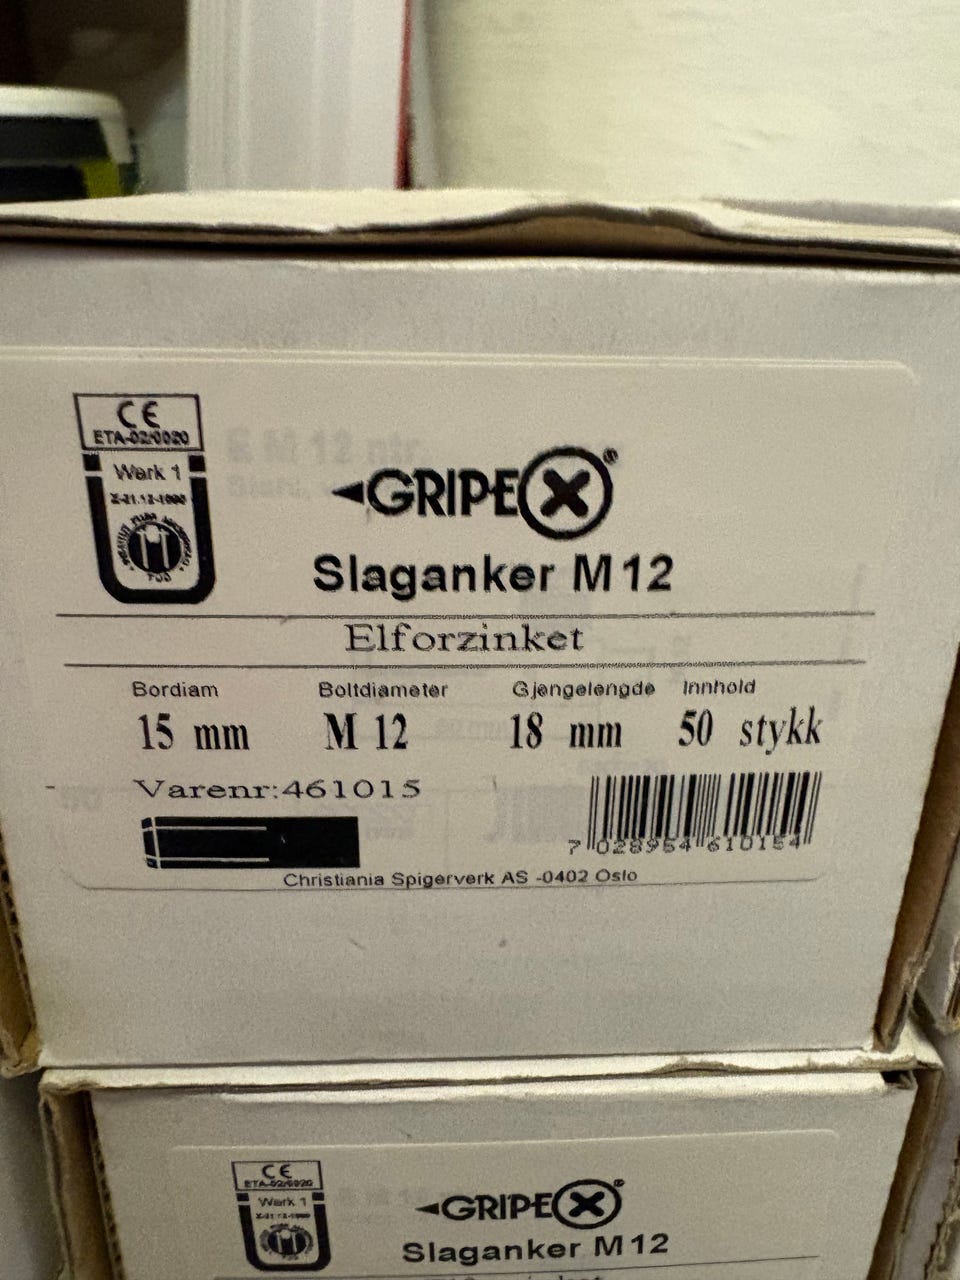 CE
ETA-02/0020
Werk 1
GRIPEX®
Slaganker M12
Elforzinket
Bordiam Boltdiameter Gjengelengde Innhold
15 mm M 12 18 mm 50 stykk
Varenr:461015
7 028954 610154
Christiania Spigerverk AS -0402 Oslo
CE
ETA-02/0020
Werk 1
GRIPEX®
Slaganker M12